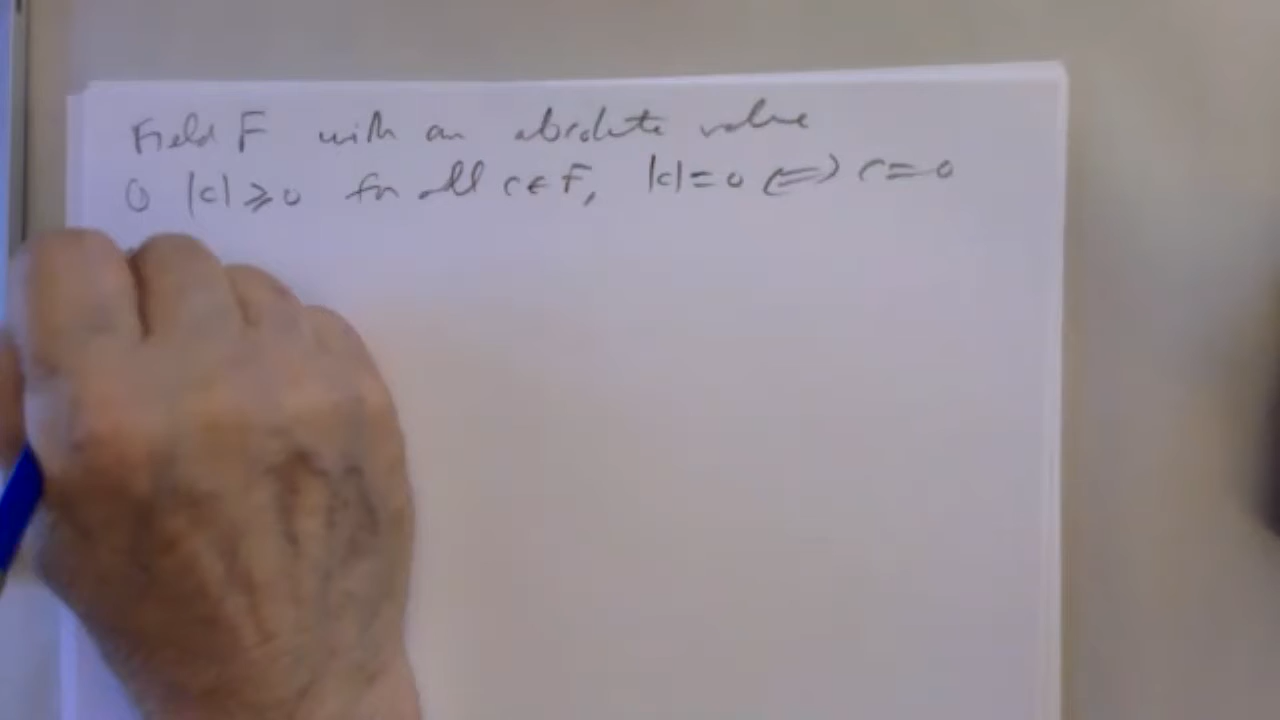 Field F with an absolute value
0 |c| ⩾ 0 for all c ∈ F, |c| = 0 ⇔ c = 0